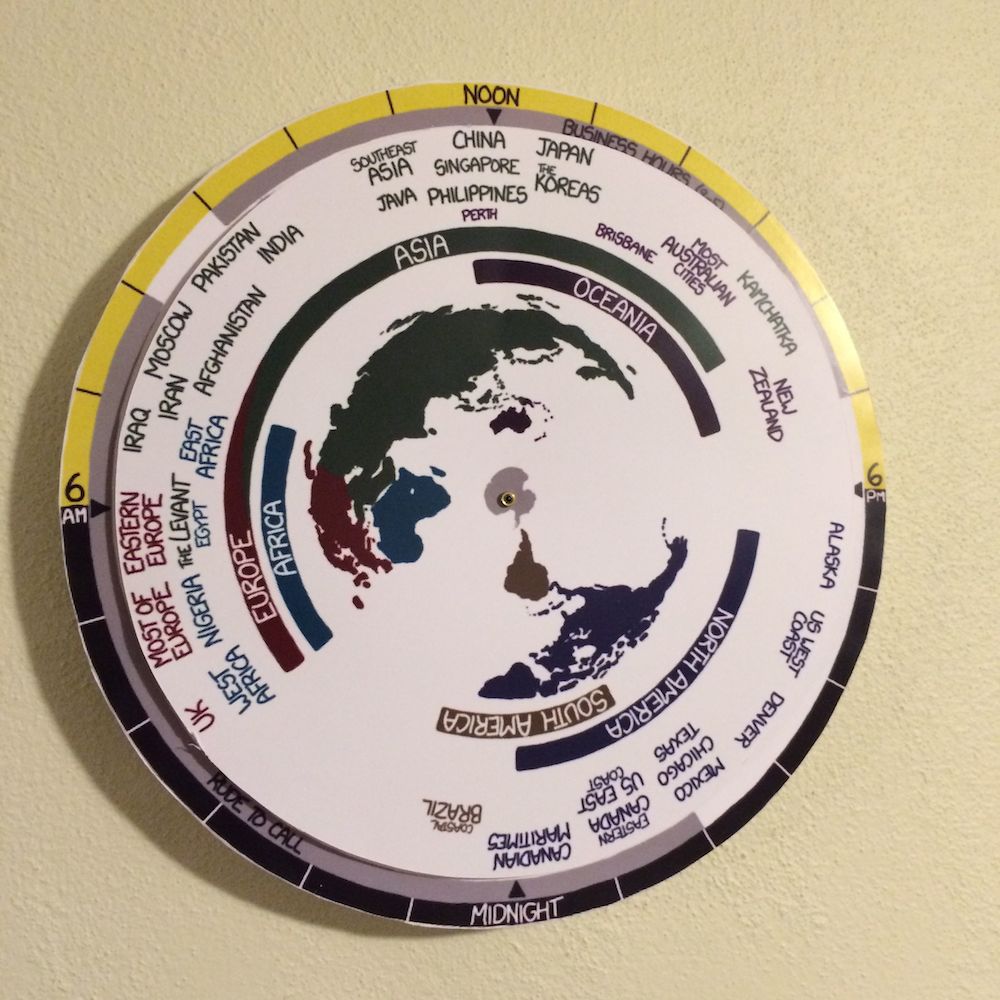 NOON
BUSINESS HOURS (9-5)
SOUTHEAST
ASIA
CHINA
JAPAN
SINGAPORE
THE
KOREAS
JAVA
PHILIPPINES
PERTH
BRISBANE
MOST
AUSTRALIAN
CITIES
KAMCHATKA
NEW
ZEALAND
PAKISTAN
INDIA
MOSCOW
AFGHANISTAN
IRAN
IRAQ
EAST
AFRICA
ASIA
OCEANIA
6
AM
6
PM
EASTERN
EUROPE
THE LEVANT
EGYPT
MOST OF
EUROPE
NIGERIA
WEST
AFRICA
UK
EUROPE
AFRICA
ALASKA
US WEST
COAST
DENVER
MEXICO
CHICAGO
TEXAS
US EAST
COAST
EASTERN
CANADA
CANADIAN
MARITIMES
COASTAL
BRAZIL
NORTH AMERICA
SOUTH AMERICA
RUDE TO CALL
MIDNIGHT